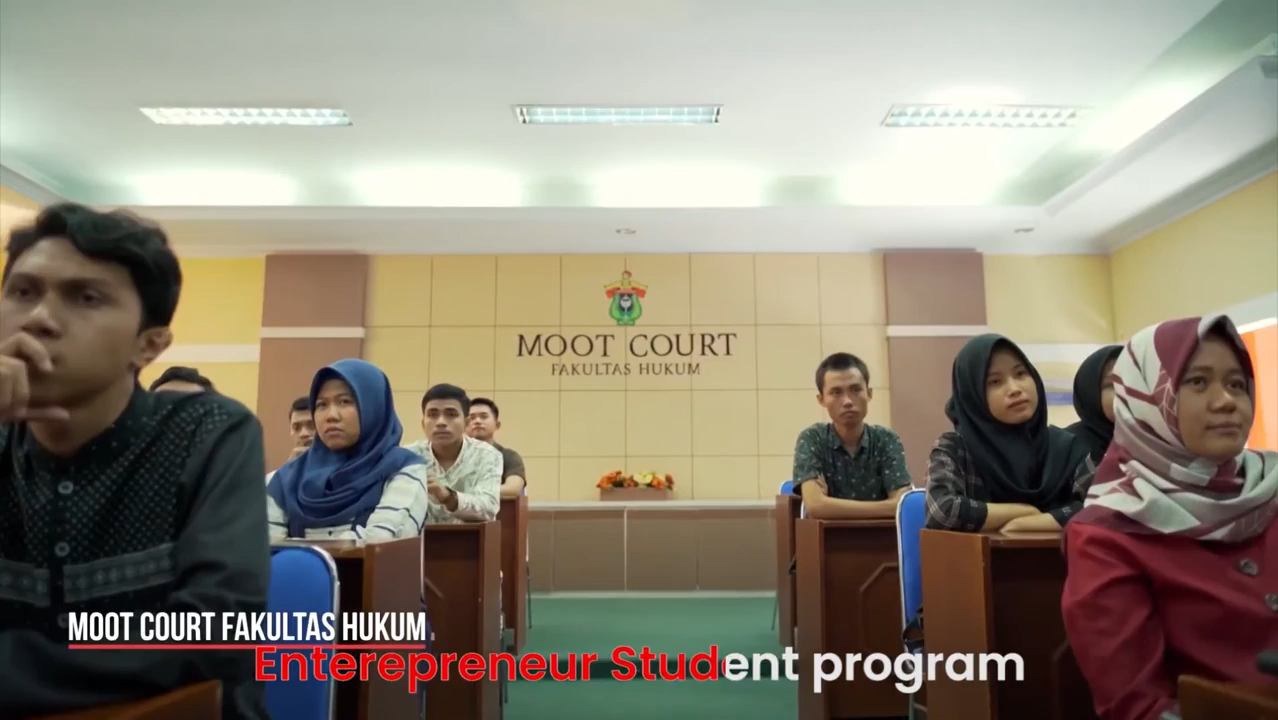 MOOT COURT
FAKULTAS HUKUM
MOOT COURT FAKULTAS HUKUM
Enterepreneur Student program